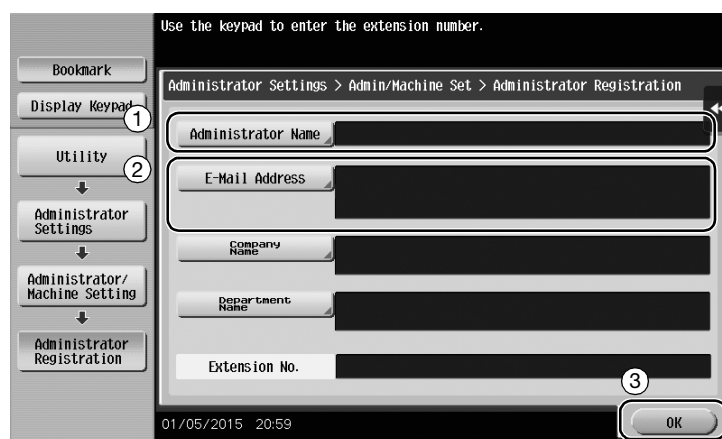 Use the keypad to enter the extension number.
Bookmark
Display Keypad
Administrator Settings > Admin/Machine Set > Administrator Registration
1
Administrator Name
Utility
2
E-Mail Address
Administrator
Settings
Company
Name
Administrator/
Machine Setting
Department
Name
Administrator
Registration
Extension No.
3
01/05/2015 20:59
OK